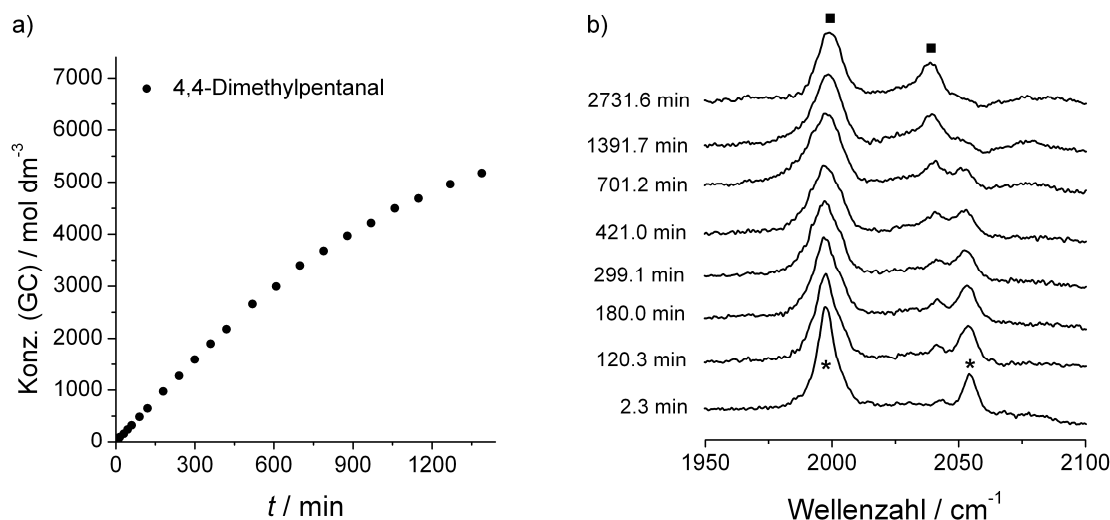 a)
7000
6000
5000
4000
3000
2000
1000
0
Konz. (GC) / mol dm⁻³
4,4-Dimethylpentanal
0 300 600 900 1200
t / min
b)
2731.6 min
1391.7 min
701.2 min
421.0 min
299.1 min
180.0 min
120.3 min
2.3 min
* *
1950 2000 2050 2100
Wellenzahl / cm⁻¹